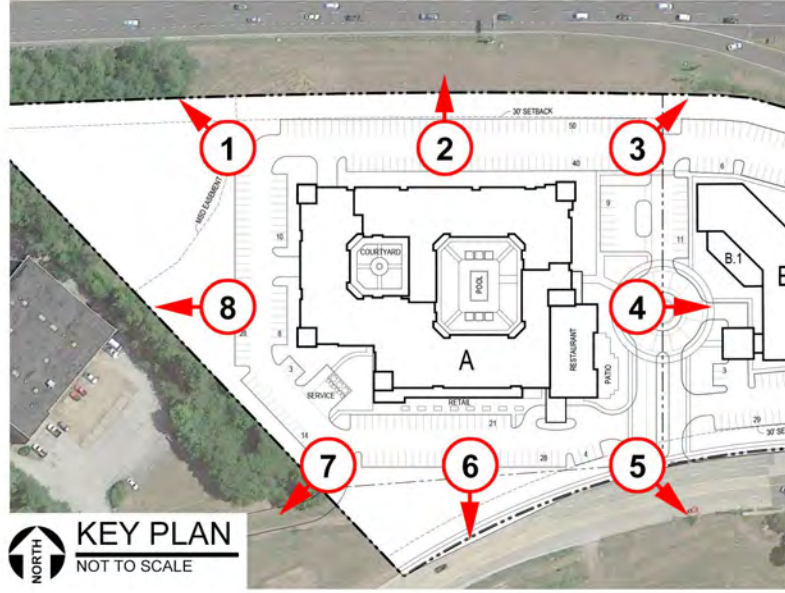 30' SETBACK
50
1
2
3
40
6
MSD EASEMENT
9
10
11
COURTYARD
B.1
POOL
8
4
28
8
A
RESTAURANT
PATIO
3
3
SERVICE
RETAIL
21
29
14
28
4
30' SE
7
6
5
KEY PLAN
NOT TO SCALE
NORTH